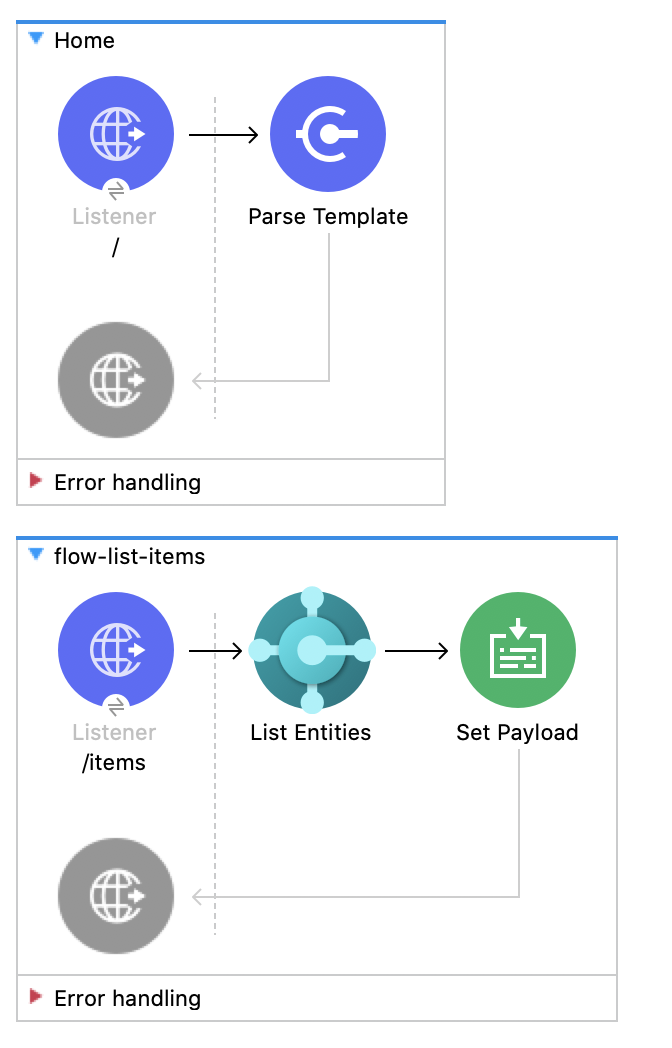 Home
Listener
/
Parse Template
Error handling
flow-list-items
Listener
/items
List Entities
Set Payload
Error handling